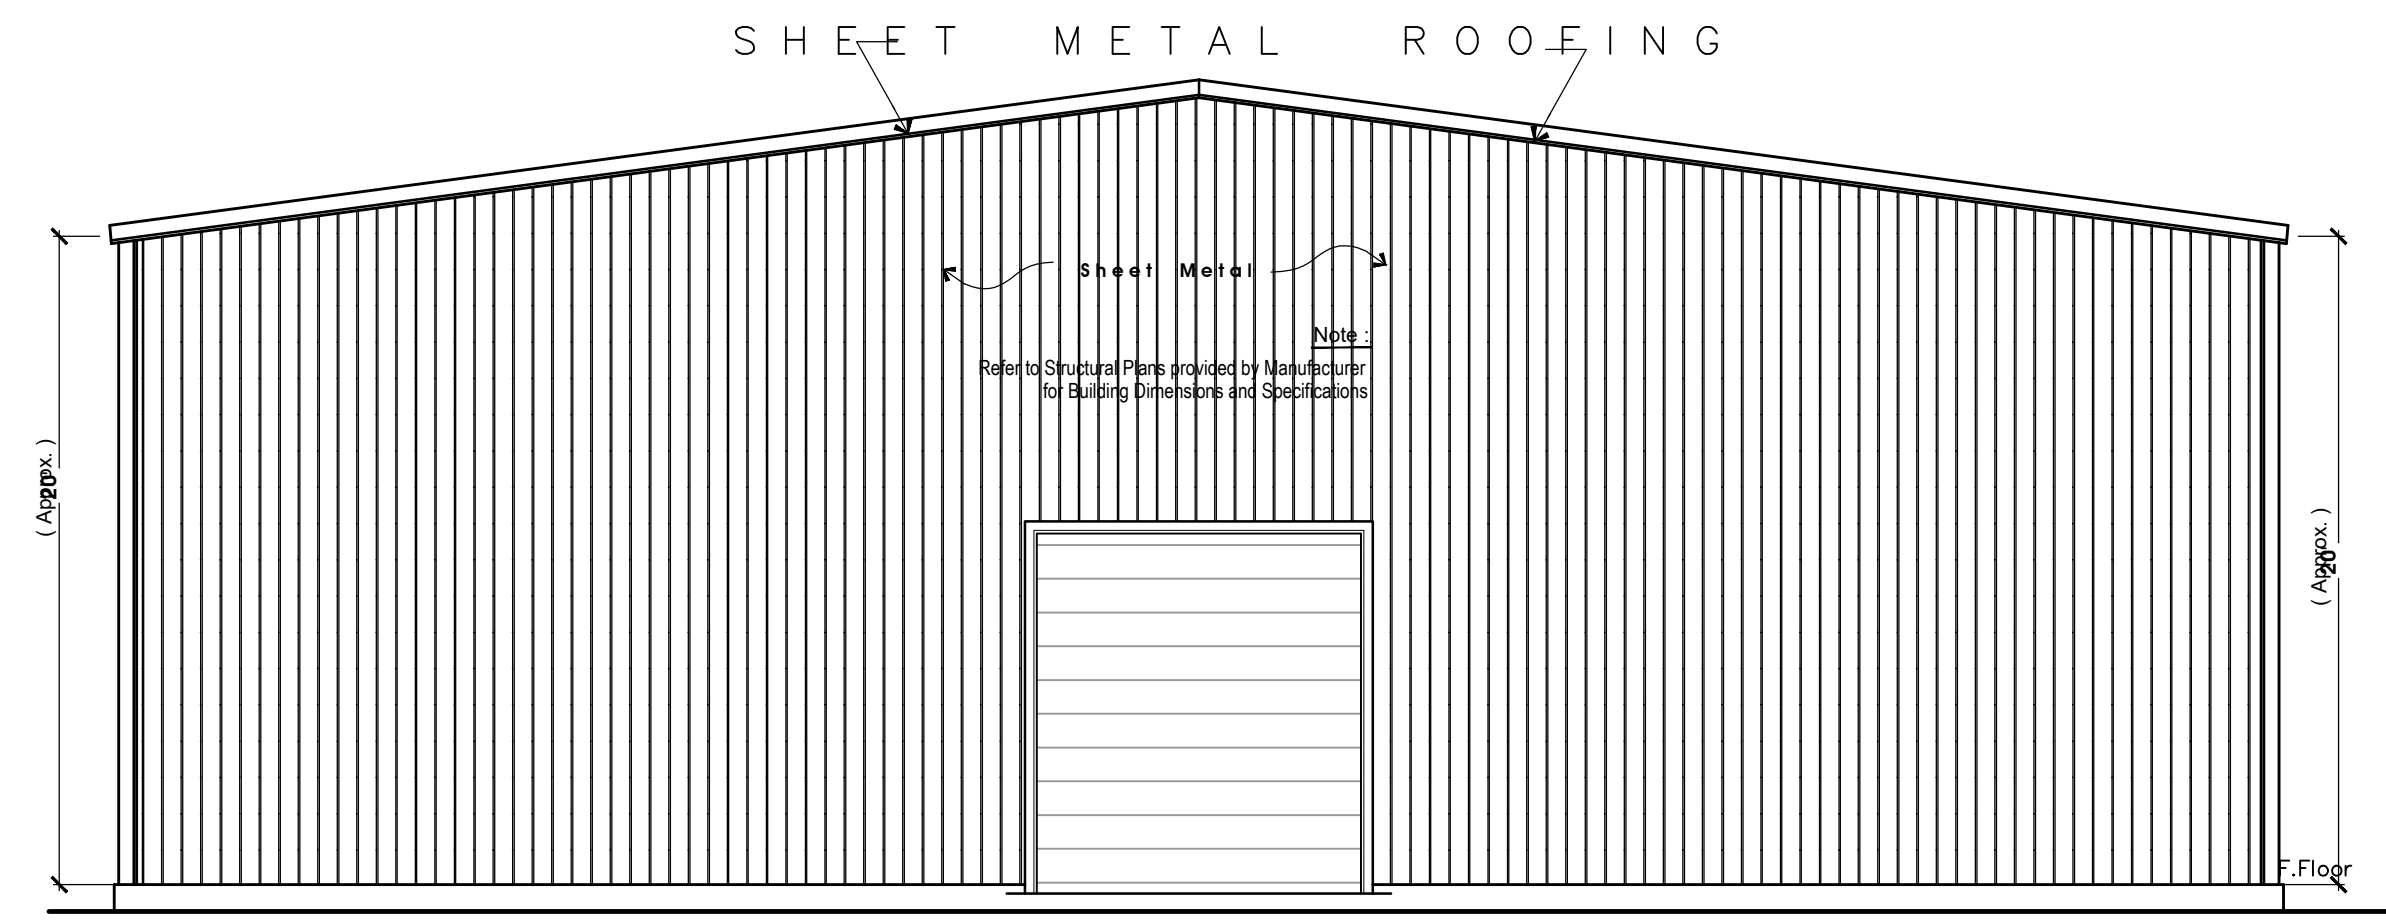 SHEET METAL ROOFING
Sheet Metal
Note :
Refer to Structural Plans provided by Manufacturer
for Building Dimensions and Specifications
( Approx. )
20'
( Approx. )
20'
F.Floor